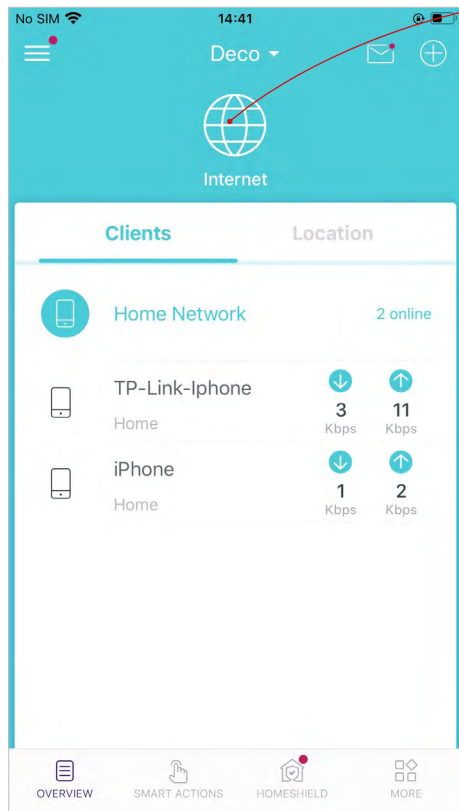 No SIM 14:41
Deco
Internet
Clients Location
Home Network 2 online
TP-Link-Iphone 3 11
Home Kbps Kbps
iPhone 1 2
Home Kbps Kbps
OVERVIEW SMART ACTIONS HOMESHIELD MORE